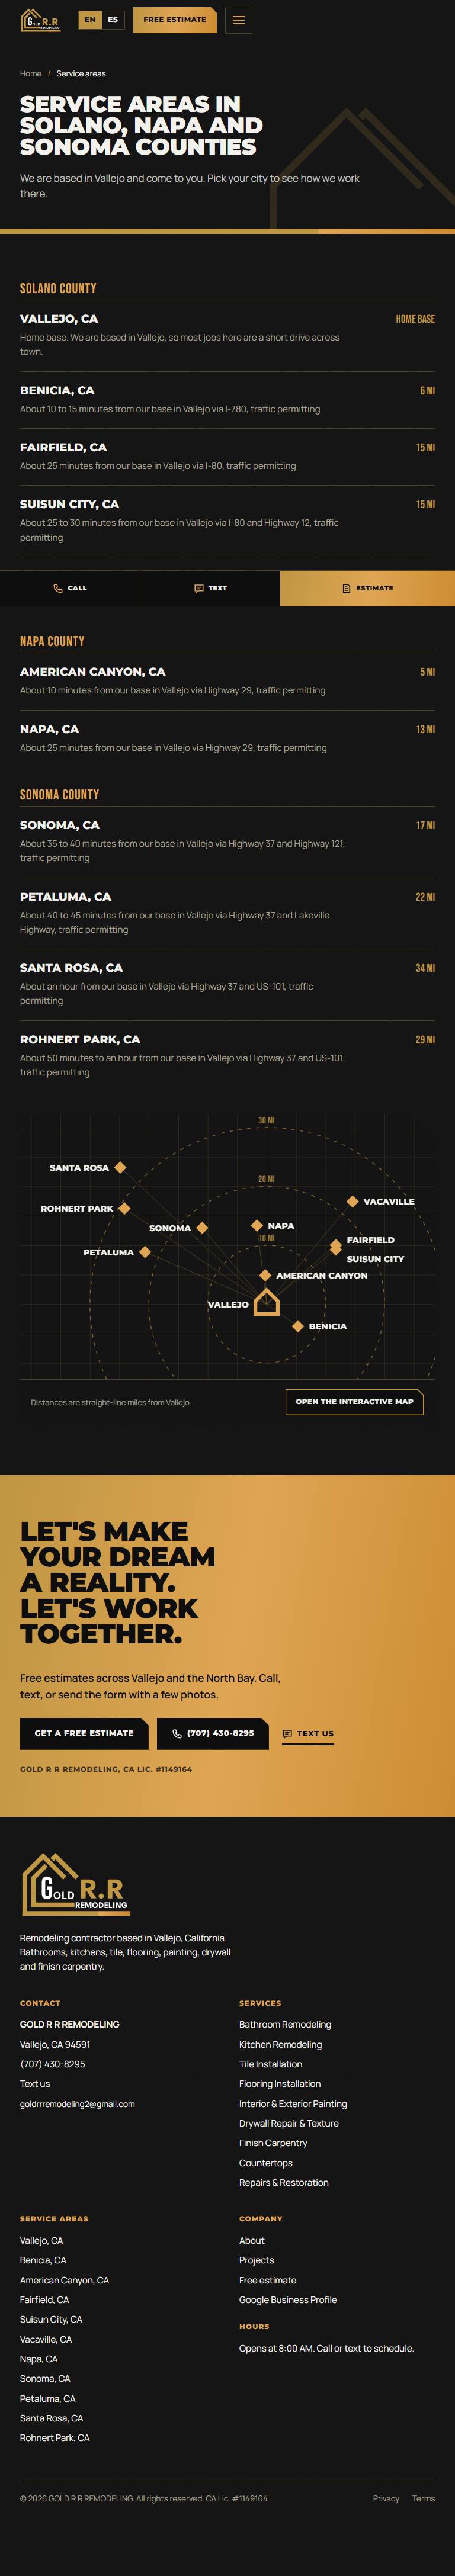 GOLD R.R
REMODELING
EN ES
FREE ESTIMATE
Home / Service areas
SERVICE AREAS IN
SOLANO, NAPA AND
SONOMA COUNTIES
We are based in Vallejo and come to you. Pick your city to see how we work
there.
SOLANO COUNTY
VALLEJO, CA HOME BASE
Home base. We are based in Vallejo, so most jobs here are a short drive across
town.
BENICIA, CA 6 MI
About 10 to 15 minutes from our base in Vallejo via I-780, traffic permitting
FAIRFIELD, CA 15 MI
About 25 minutes from our base in Vallejo via I-80, traffic permitting
SUISUN CITY, CA 15 MI
About 25 to 30 minutes from our base in Vallejo via I-80 and Highway 12, traffic
permitting
CALL TEXT ESTIMATE
NAPA COUNTY
AMERICAN CANYON, CA 5 MI
About 10 minutes from our base in Vallejo via Highway 29, traffic permitting
NAPA, CA 13 MI
About 25 minutes from our base in Vallejo via Highway 29, traffic permitting
SONOMA COUNTY
SONOMA, CA 17 MI
About 35 to 40 minutes from our base in Vallejo via Highway 37 and Highway 121,
traffic permitting
PETALUMA, CA 22 MI
About 40 to 45 minutes from our base in Vallejo via Highway 37 and Lakeville
Highway, traffic permitting
SANTA ROSA, CA 34 MI
About an hour from our base in Vallejo via Highway 37 and US-101, traffic
permitting
ROHNERT PARK, CA 29 MI
About 50 minutes to an hour from our base in Vallejo via Highway 37 and US-101,
traffic permitting
30 MI
SANTA ROSA
20 MI
VACAVILLE
ROHNERT PARK
SONOMA
NAPA
10 MI
FAIRFIELD
PETALUMA
SUISUN CITY
AMERICAN CANYON
VALLEJO
BENICIA
Distances are straight-line miles from Vallejo.
OPEN THE INTERACTIVE MAP
LET'S MAKE
YOUR DREAM
A REALITY.
LET'S WORK
TOGETHER.
Free estimates across Vallejo and the North Bay. Call,
text, or send the form with a few photos.
GET A FREE ESTIMATE (707) 430-8295 TEXT US
GOLD R R REMODELING, CA LIC. #1149164
GOLD R.R
REMODELING
Remodeling contractor based in Vallejo, California.
Bathrooms, kitchens, tile, flooring, painting, drywall
and finish carpentry.
CONTACT
GOLD R R REMODELING
Vallejo, CA 94591
(707) 430-8295
Text us
goldrrremodeling2@gmail.com
SERVICES
Bathroom Remodeling
Kitchen Remodeling
Tile Installation
Flooring Installation
Interior & Exterior Painting
Drywall Repair & Texture
Finish Carpentry
Countertops
Repairs & Restoration
SERVICE AREAS
Vallejo, CA
Benicia, CA
American Canyon, CA
Fairfield, CA
Suisun City, CA
Vacaville, CA
Napa, CA
Sonoma, CA
Petaluma, CA
Santa Rosa, CA
Rohnert Park, CA
COMPANY
About
Projects
Free estimate
Google Business Profile
HOURS
Opens at 8:00 AM. Call or text to schedule.
© 2026 GOLD R R REMODELING. All rights reserved. CA Lic. #1149164
Privacy Terms